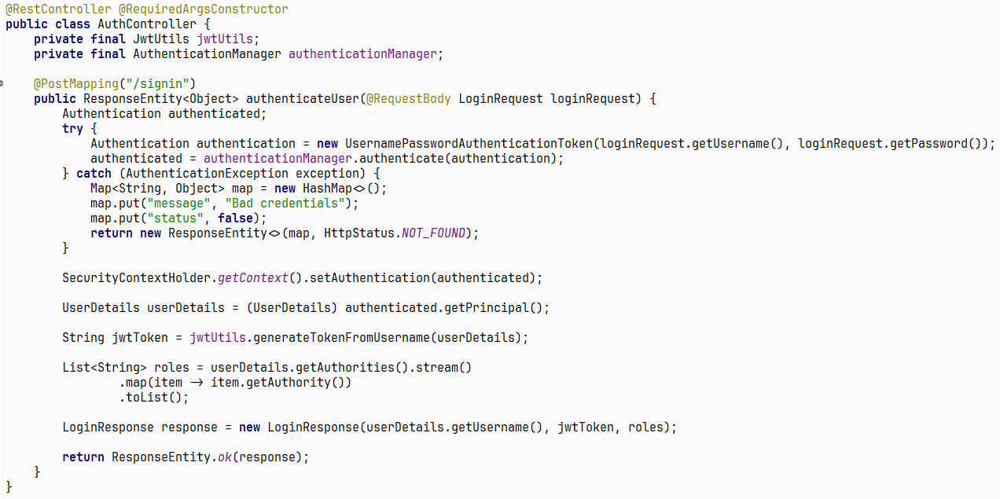 @RestController @RequiredArgsConstructor
public class AuthController {
    private final JwtUtils jwtUtils;
    private final AuthenticationManager authenticationManager;

    @PostMapping("/signin")
    public ResponseEntity<Object> authenticateUser(@RequestBody LoginRequest loginRequest) {
        Authentication authenticated;
        try {
            Authentication authentication = new UsernamePasswordAuthenticationToken(loginRequest.getUsername(), loginRequest.getPassword());
            authenticated = authenticationManager.authenticate(authentication);
        } catch (AuthenticationException exception) {
            Map<String, Object> map = new HashMap<>();
            map.put("message", "Bad credentials");
            map.put("status", false);
            return new ResponseEntity<>(map, HttpStatus.NOT_FOUND);
        }

        SecurityContextHolder.getContext().setAuthentication(authenticated);

        UserDetails userDetails = (UserDetails) authenticated.getPrincipal();

        String jwtToken = jwtUtils.generateTokenFromUsername(userDetails);

        List<String> roles = userDetails.getAuthorities().stream()
                .map(item -> item.getAuthority())
                .toList();

        LoginResponse response = new LoginResponse(userDetails.getUsername(), jwtToken, roles);

        return ResponseEntity.ok(response);
    }
}